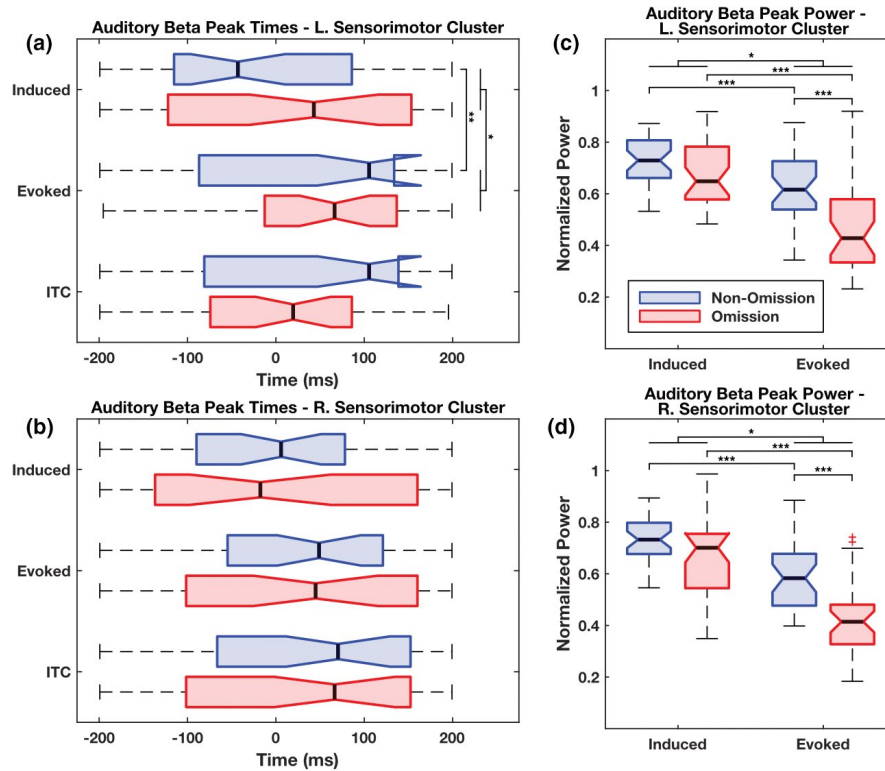 Auditory Beta Peak Times - L. Sensorimotor Cluster
(a)
Induced
Evoked
ITC
**
*
-200 -100 0 100 200
Time (ms)
Auditory Beta Peak Power -
L. Sensorimotor Cluster
(c)
*
***
*** ***
1
0.8
0.6
0.4
0.2
0
Normalized Power
Non-Omission
Omission
Induced Evoked
Auditory Beta Peak Times - R. Sensorimotor Cluster
(b)
Induced
Evoked
ITC
-200 -100 0 100 200
Time (ms)
Auditory Beta Peak Power -
R. Sensorimotor Cluster
(d)
*
***
*** ***
1
0.8
0.6
0.4
0.2
Normalized Power
Induced Evoked